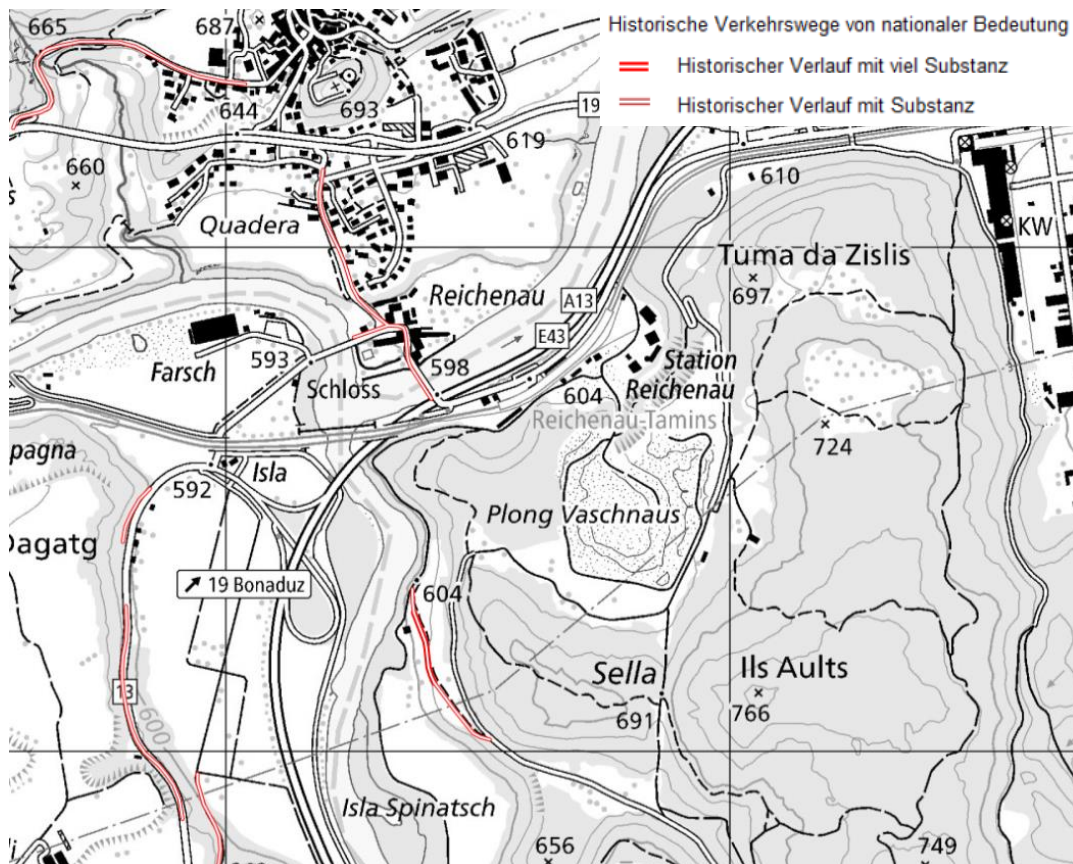 Historische Verkehrswege von nationaler Bedeutung
Historischer Verlauf mit viel Substanz
Historischer Verlauf mit Substanz
665
687
693
644
19
619
660
s
610
KW
Quadera
Tuma da Zislis
697
Reichenau
A13
E43
593
Farsch
Schloss
598
Station
Reichenau
604
Reichenau-Tamins
724
pagna
Isla
592
Plong Vaschnaus
Dagatg
19 Bonaduz
604
Sella
Ils Aults
13
691
766
600
Isla Spinatsch
656
749